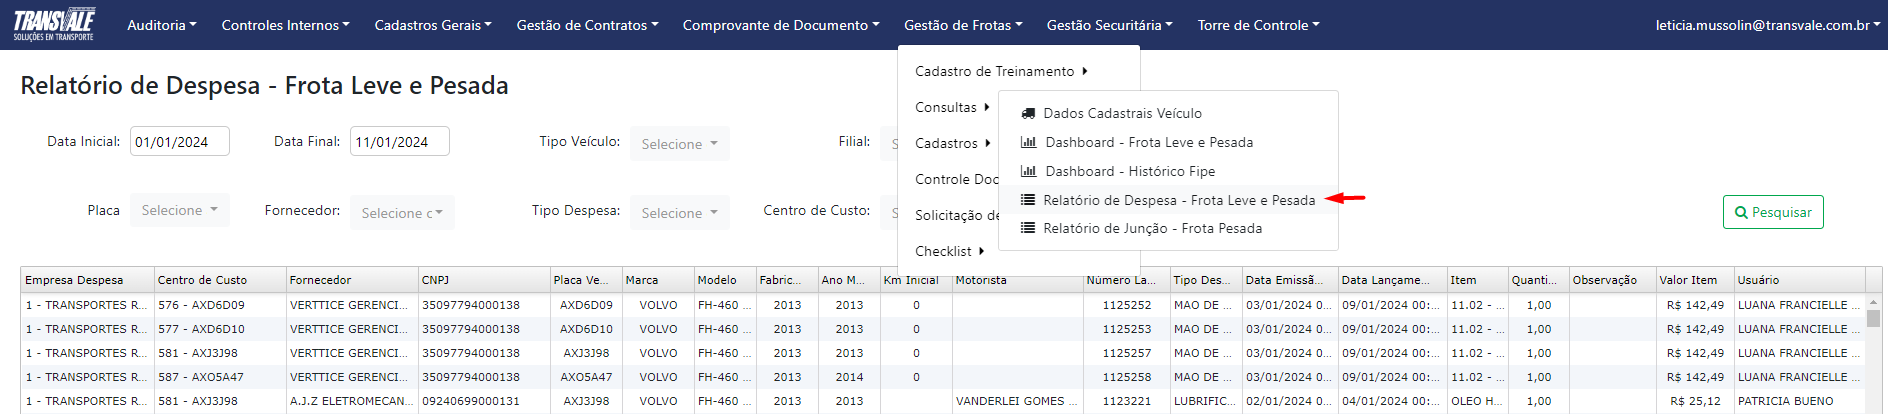 TRANSVALE
SOLUÇÕES EM TRANSPORTE
Auditoria Controles Internos Cadastros Gerais Gestão de Contratos Comprovante de Documento Gestão de Frotas Gestão Securitária Torre de Controle leticia.mussolin@transvale.com.br
Relatório de Despesa - Frota Leve e Pesada
Cadastro de Treinamento
Consultas
Cadastros
Controle Doc
Solicitação de
Checklist
Dados Cadastrais Veículo
Dashboard - Frota Leve e Pesada
Dashboard - Histórico Fipe
Relatório de Despesa - Frota Leve e Pesada
Relatório de Junção - Frota Pesada
Data Inicial: 01/01/2024 Data Final: 11/01/2024 Tipo Veículo: Selecione Filial: S
Placa Selecione Fornecedor: Selecione c Tipo Despesa: Selecione Centro de Custo: Pesquisar
Empresa Despesa Centro de Custo Fornecedor CNPJ Placa Ve... Marca Modelo Fabric... Ano M... Km Inicial Motorista Número La... Tipo Des... Data Emissã... Data Lançame... Item Quanti... Observação Valor Item Usuário
1 - TRANSPORTES R... 576 - AXD6D09 VERTTICE GERENCI... 35097794000138 AXD6D09 VOLVO FH-460 ... 2013 2013 0 1125252 MAO DE ... 03/01/2024 0... 09/01/2024 00:... 11.02 - ... 1,00 R$ 142,49 LUANA FRANCIELLE ...
1 - TRANSPORTES R... 577 - AXD6D10 VERTTICE GERENCI... 35097794000138 AXD6D10 VOLVO FH-460 ... 2013 2013 0 1125253 MAO DE ... 03/01/2024 0... 09/01/2024 00:... 11.02 - ... 1,00 R$ 142,49 LUANA FRANCIELLE ...
1 - TRANSPORTES R... 581 - AXJ3J98 VERTTICE GERENCI... 35097794000138 AXJ3J98 VOLVO FH-460 ... 2013 2013 0 1125257 MAO DE ... 03/01/2024 0... 09/01/2024 00:... 11.02 - ... 1,00 R$ 142,49 LUANA FRANCIELLE ...
1 - TRANSPORTES R... 587 - AXO5A47 VERTTICE GERENCI... 35097794000138 AXO5A47 VOLVO FH-460 ... 2013 2014 0 1125258 MAO DE ... 02/01/2024 0... 09/01/2024 00:... 11.02 - ... 1,00 R$ 142,49 LUANA FRANCIELLE ...
1 - TRANSPORTES R... 581 - AXJ3J98 A.J.Z ELETROMECAN... 09240699000131 AXJ3J98 VOLVO FH-460 ... 2013 2013 VANDERLEI GOMES ... 1123221 LUBRIFIC... 02/01/2024 0... 04/01/2024 00:... OLEO H... 1,00 R$ 25,12 PATRICIA BUENO